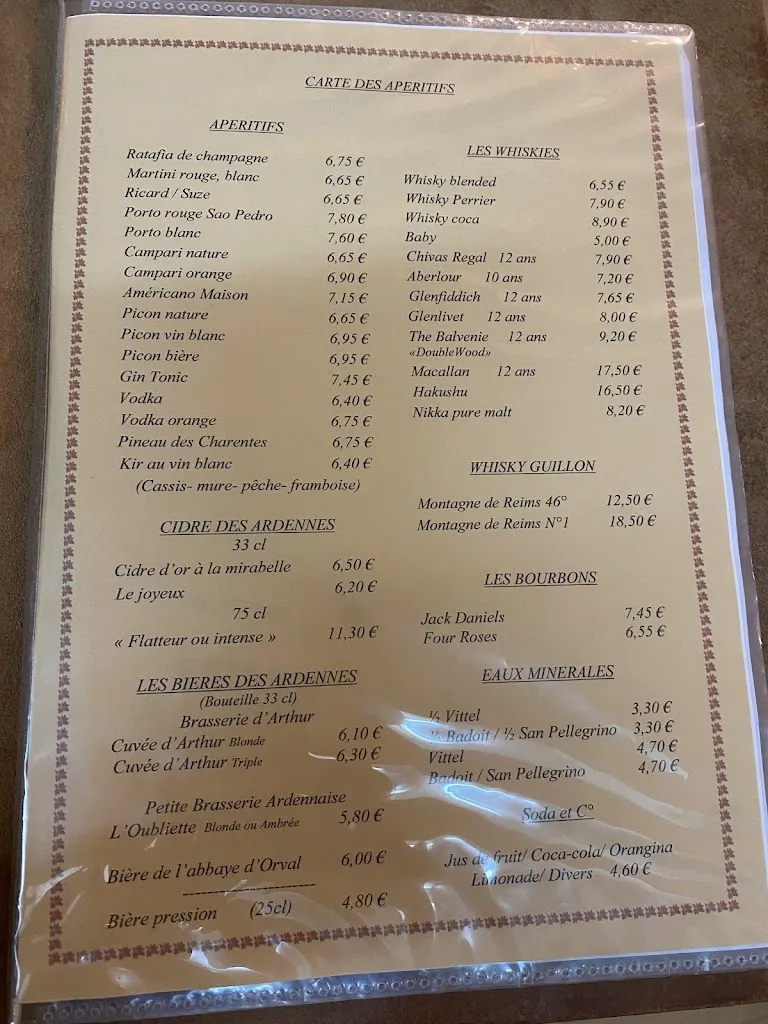 CARTE DES APERITIFS
APERITIFS
Ratafia de champagne 6,75 €
Martini rouge, blanc 6,65 €
Ricard / Suze 6,65 €
Porto rouge Sao Pedro 7,80 €
Porto blanc 7,60 €
Campari nature 6,65 €
Campari orange 6,90 €
Américano Maison 7,15 €
Picon nature 6,65 €
Picon vin blanc 6,95 €
Picon bière 6,95 €
Gin Tonic 7,45 €
Vodka 6,40 €
Vodka orange 6,75 €
Pineau des Charentes 6,75 €
Kir au vin blanc 6,40 €
(Cassis- mure- pêche- framboise)
CIDRE DES ARDENNES
33 cl
Cidre d'or à la mirabelle 6,50 €
Le joyeux 6,20 €
75 cl
« Flatteur ou intense » 11,30 €
LES BIERES DES ARDENNES
(Bouteille 33 cl)
Brasserie d'Arthur
Cuvée d'Arthur Blonde 6,10 €
Cuvée d'Arthur Triple 6,30 €
Petite Brasserie Ardennaise
L'Oubliette Blonde ou Ambrée 5,80 €
Bière de l'abbaye d'Orval 6,00 €
----------------------
Bière pression (25cl) 4,80 €
LES WHISKIES
Whisky blended 6,55 €
Whisky Perrier 7,90 €
Whisky coca 8,90 €
Baby 5,00 €
Chivas Regal 12 ans 7,90 €
Aberlour 10 ans 7,20 €
Glenfiddich 12 ans 7,65 €
Glenlivet 12 ans 8,00 €
The Balvenie 12 ans 9,20 €
«DoubleWood»
Macallan 12 ans 17,50 €
Hakushu 16,50 €
Nikka pure malt 8,20 €
WHISKY GUILLON
Montagne de Reims 46° 12,50 €
Montagne de Reims N°1 18,50 €
LES BOURBONS
Jack Daniels 7,45 €
Four Roses 6,55 €
EAUX MINERALES
½ Vittel 3,30 €
½ Badoit / ½ San Pellegrino 3,30 €
Vittel 4,70 €
Badoit / San Pellegrino 4,70 €
Soda et C°
Jus de fruit/ Coca-cola/ Orangina
Limonade/ Divers 4,60 €